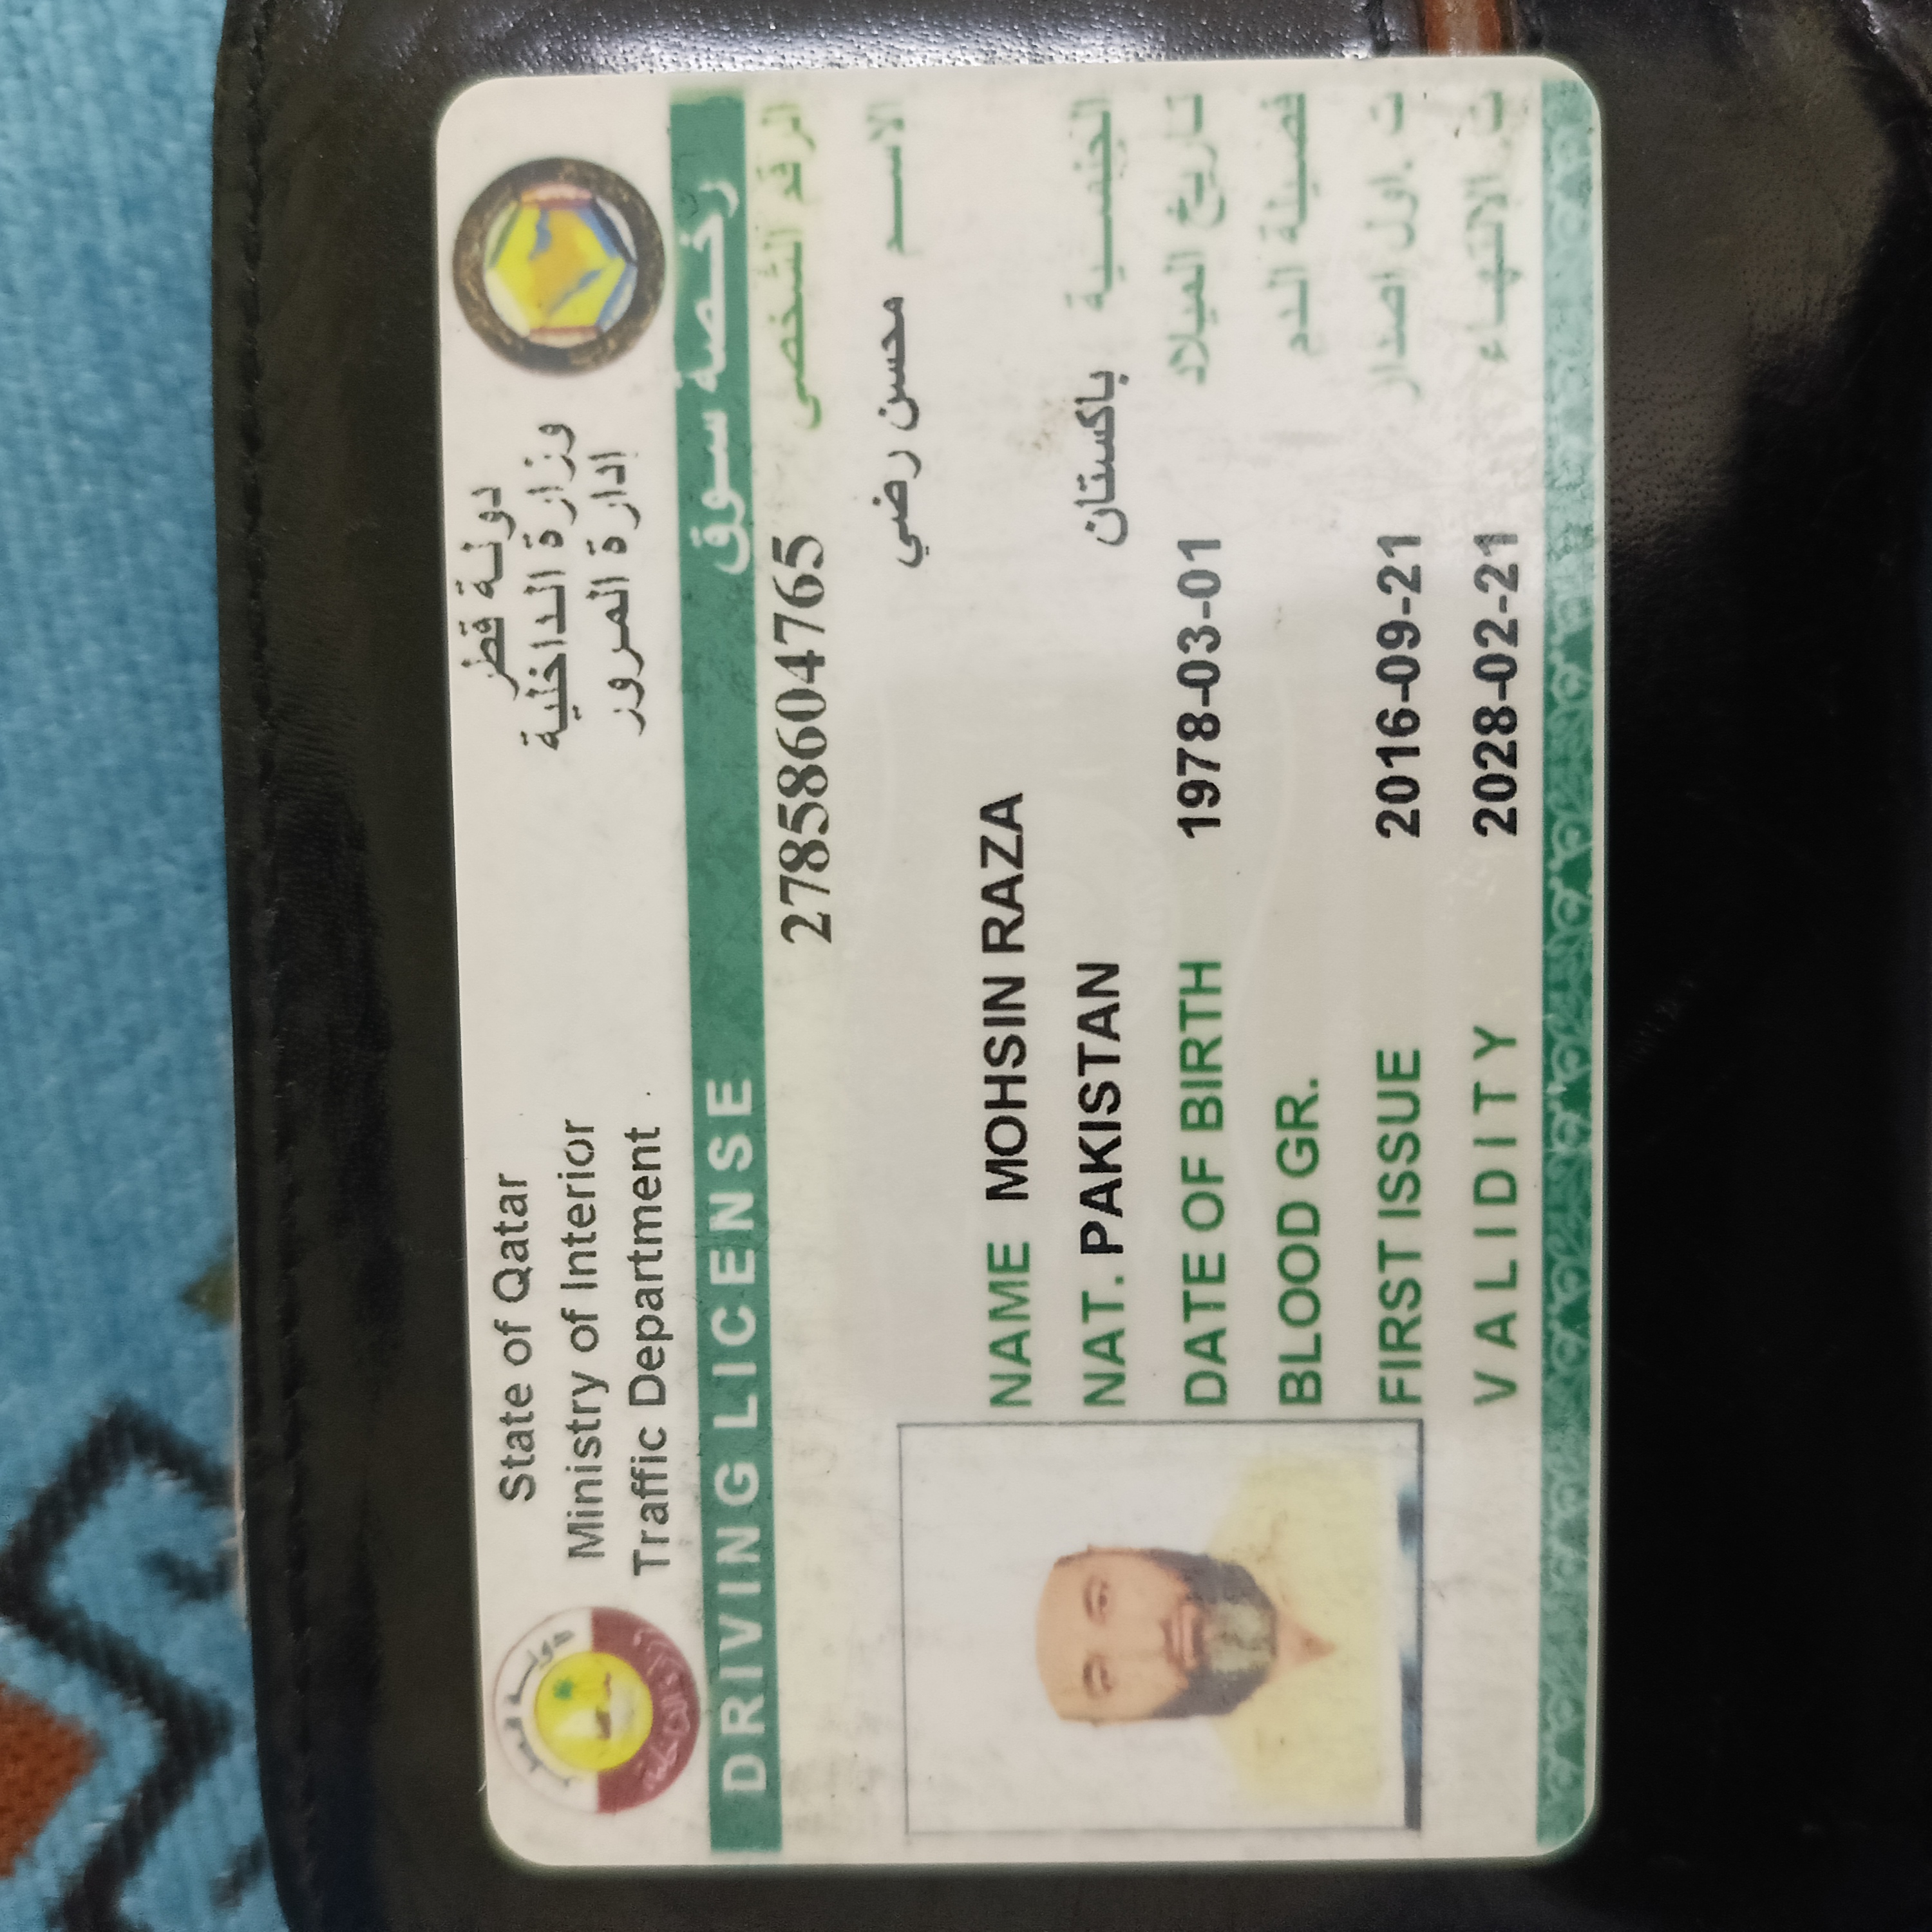 State of Qatar
Ministry of Interior
Traffic Department
دولة قطر
وزارة الداخلية
إدارة المرور
DRIVING LICENSE رخصة سوق
27858604765 الرقم الشخصي
الاسم محسن رضي
NAME MOHSIN RAZA
NAT. PAKISTAN باكستان الجنسية
DATE OF BIRTH 1978-03-01 تاريخ الميلاد
BLOOD GR. فصيلة الدم
FIRST ISSUE 2016-09-21 ت . اول اصدار
VALIDITY 2028-02-21 ت. الانتهاء